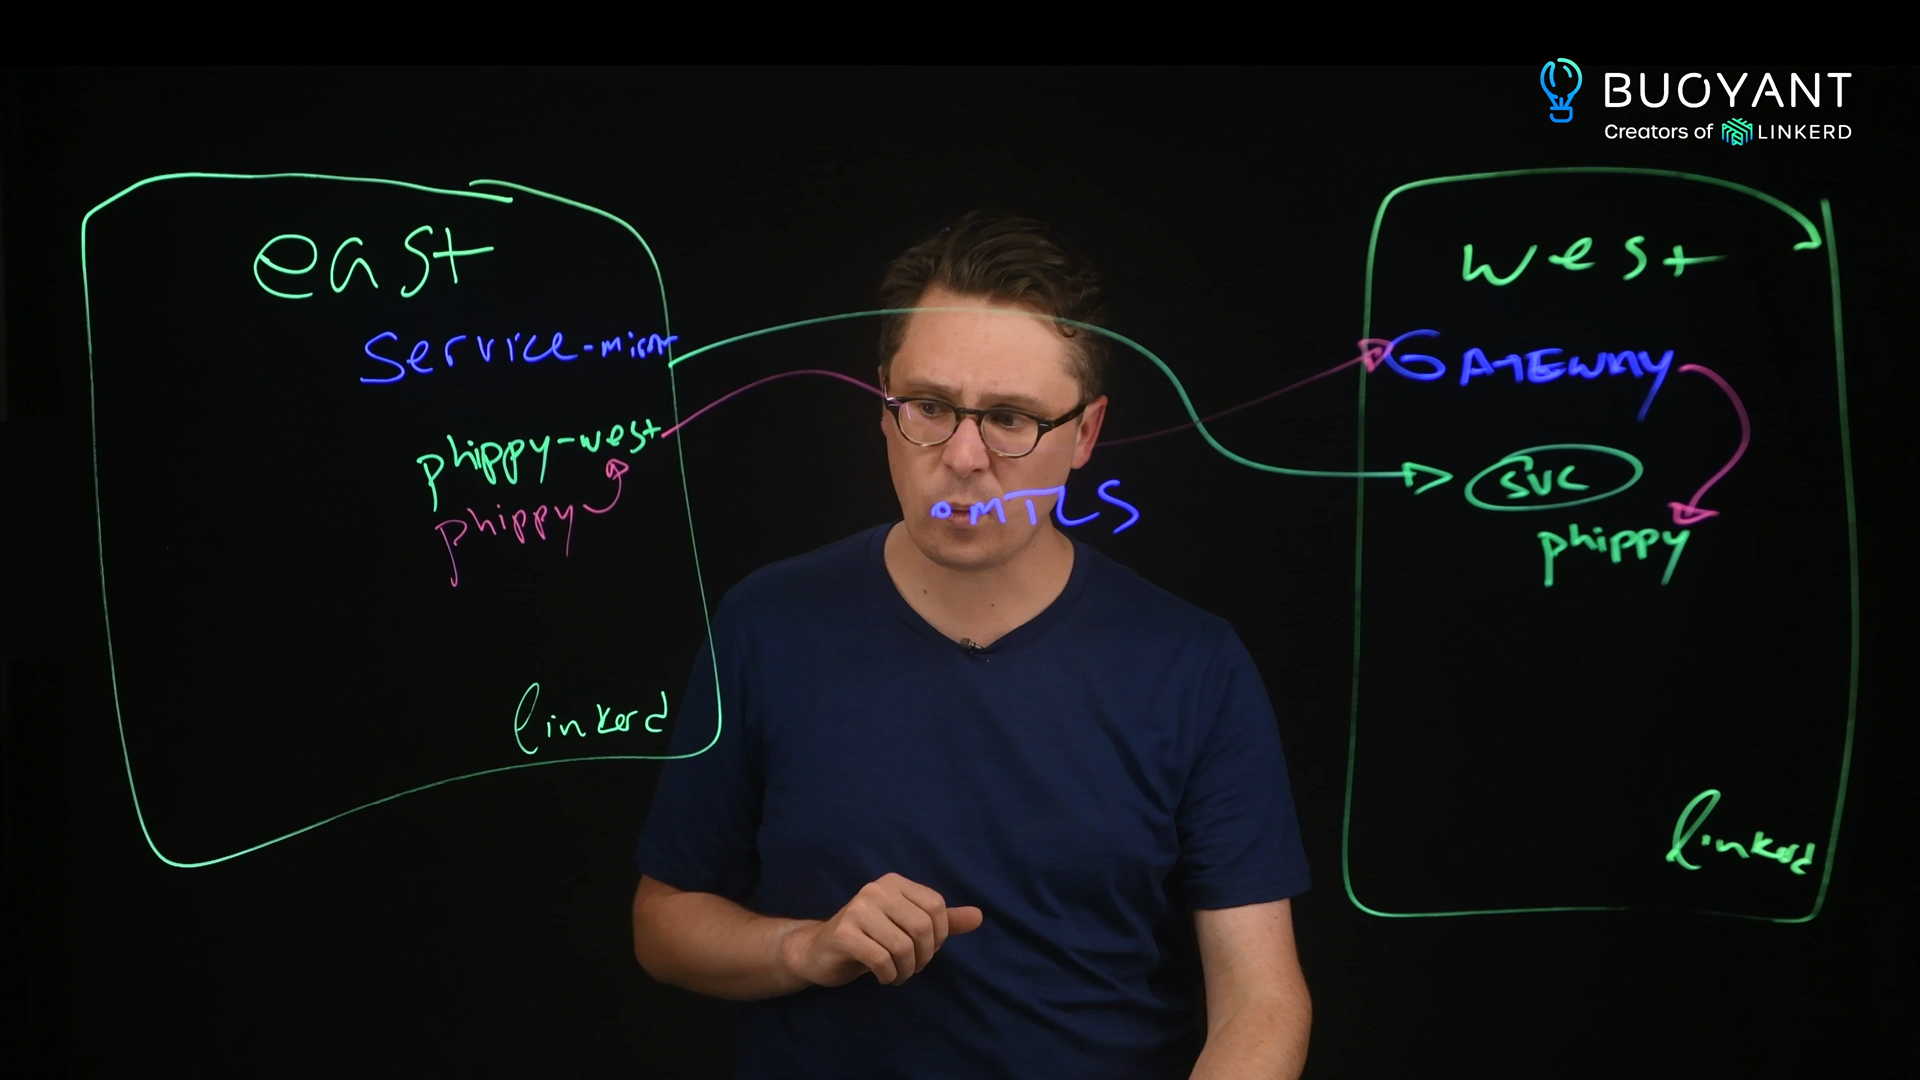 BUOYANT
Creators of LINKERD
east
service-mirror
phippy-west
phippy
linkerd
mTLS
west
GATEWAY
svc
phippy
linkerd